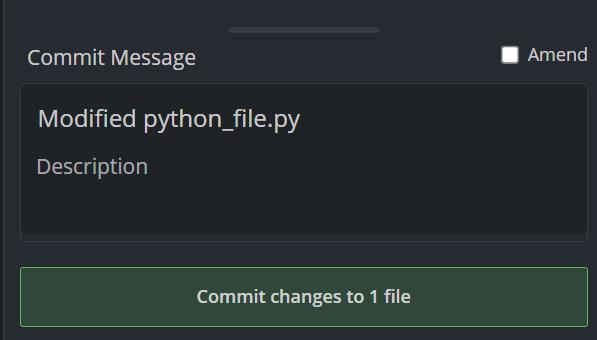 Commit Message
Amend
Modified python_file.py
Description
Commit changes to 1 file